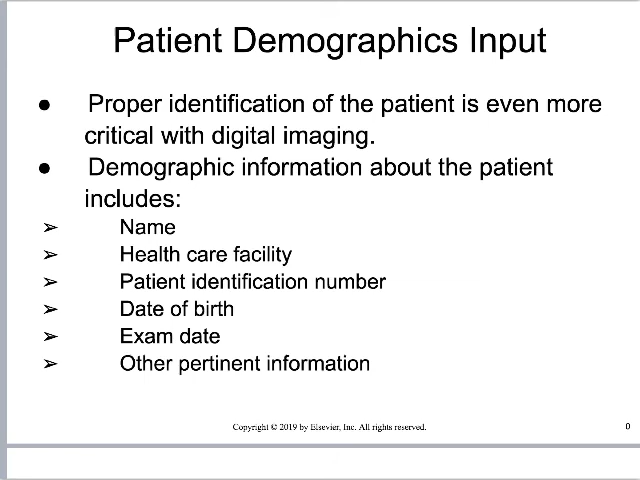 Patient Demographics Input
● Proper identification of the patient is even more
critical with digital imaging.
● Demographic information about the patient
includes:
➢ Name
➢ Health care facility
➢ Patient identification number
➢ Date of birth
➢ Exam date
➢ Other pertinent information
Copyright © 2019 by Elsevier, Inc. All rights reserved.
0